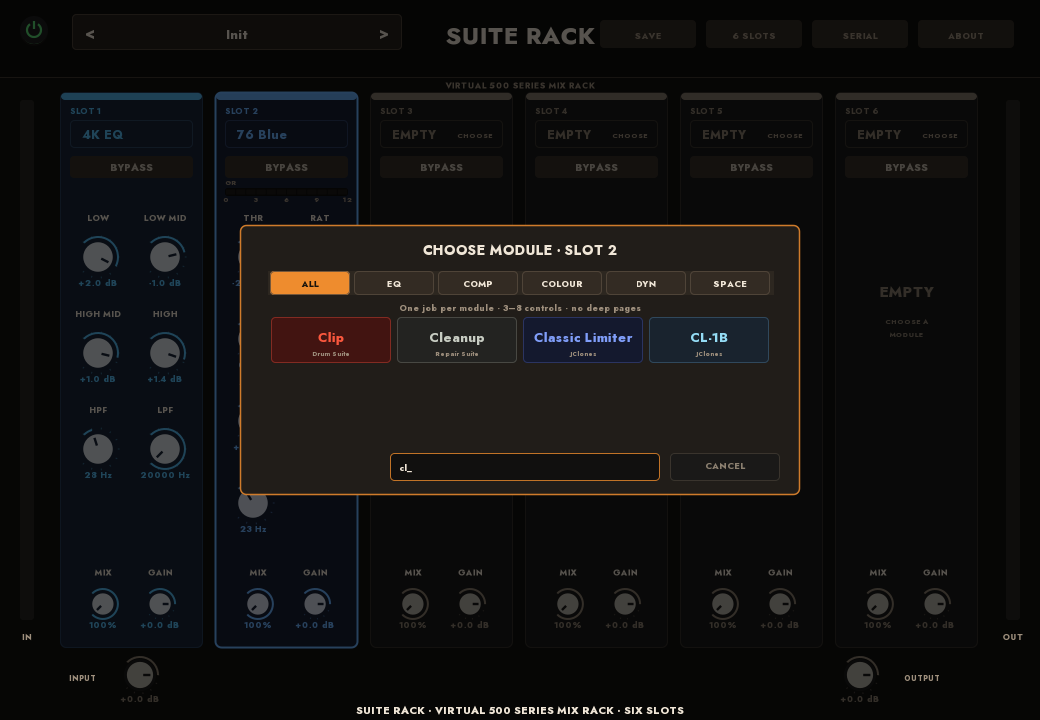 < Init >
SUITE RACK
SAVE
6 SLOTS
SERIAL
ABOUT
VIRTUAL 500 SERIES MIX RACK
SLOT 1
SLOT 2
SLOT 3
SLOT 4
SLOT 5
SLOT 6
4K EQ
76 Blue
EMPTY CHOOSE
EMPTY CHOOSE
EMPTY CHOOSE
EMPTY CHOOSE
BYPASS
BYPASS
BYPASS
BYPASS
BYPASS
BYPASS
GR
0 3 6 9 12
LOW LOW MID
THR RAT
+2.0 dB -1.0 dB
HIGH MID HIGH
+1.0 dB +1.4 dB
HPF LPF
28 Hz 20000 Hz
23 Hz
CHOOSE MODULE · SLOT 2
ALL
EQ
COMP
COLOUR
DYN
SPACE
One job per module · 3–8 controls · no deep pages
Clip
Drum Suite
Cleanup
Repair Suite
Classic Limiter
JClones
CL-1B
JClones
cl_
CANCEL
EMPTY
CHOOSE A
MODULE
MIX GAIN
MIX GAIN
MIX GAIN
MIX GAIN
MIX GAIN
MIX GAIN
100% +0.0 dB
100% +0.0 dB
100% +0.0 dB
100% +0.0 dB
100% +0.0 dB
100% +0.0 dB
IN
OUT
INPUT
+0.0 dB
OUTPUT
+0.0 dB
SUITE RACK · VIRTUAL 500 SERIES MIX RACK · SIX SLOTS